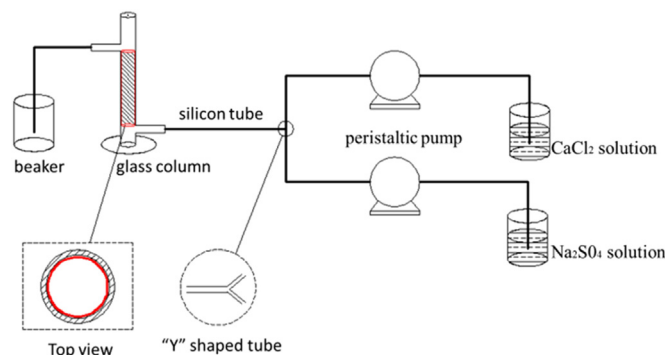 silicon tube
beaker
glass column
peristaltic pump
CaCl₂ solution
Na₂S0₄ solution
Top view
“Y” shaped tube